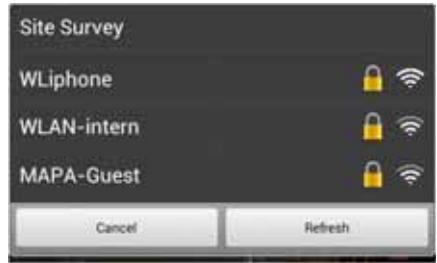 Site Survey
WLiphone
WLAN-intern
MAPA-Guest
Cancel Refresh